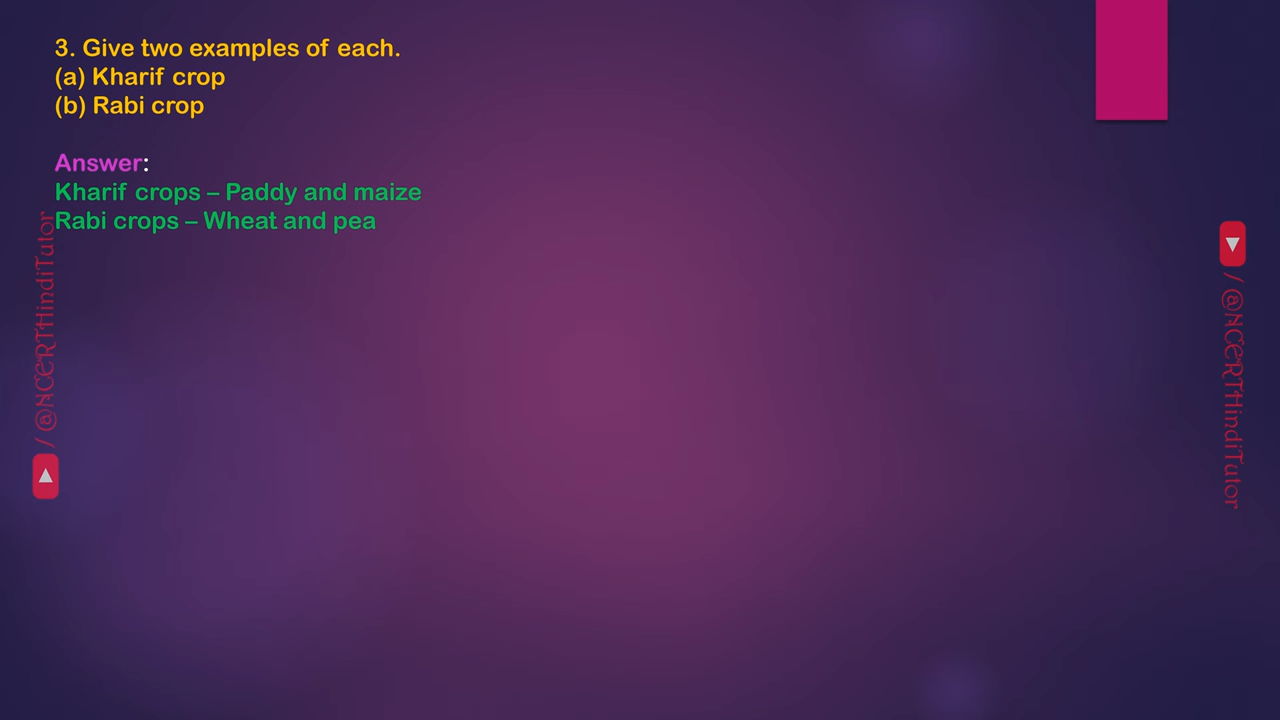 3. Give two examples of each.
(a) Kharif crop
(b) Rabi crop
Answer:
Kharif crops – Paddy and maize
Rabi crops – Wheat and pea
/ @NCERTHindiTutor
/ @NCERTHindiTutor